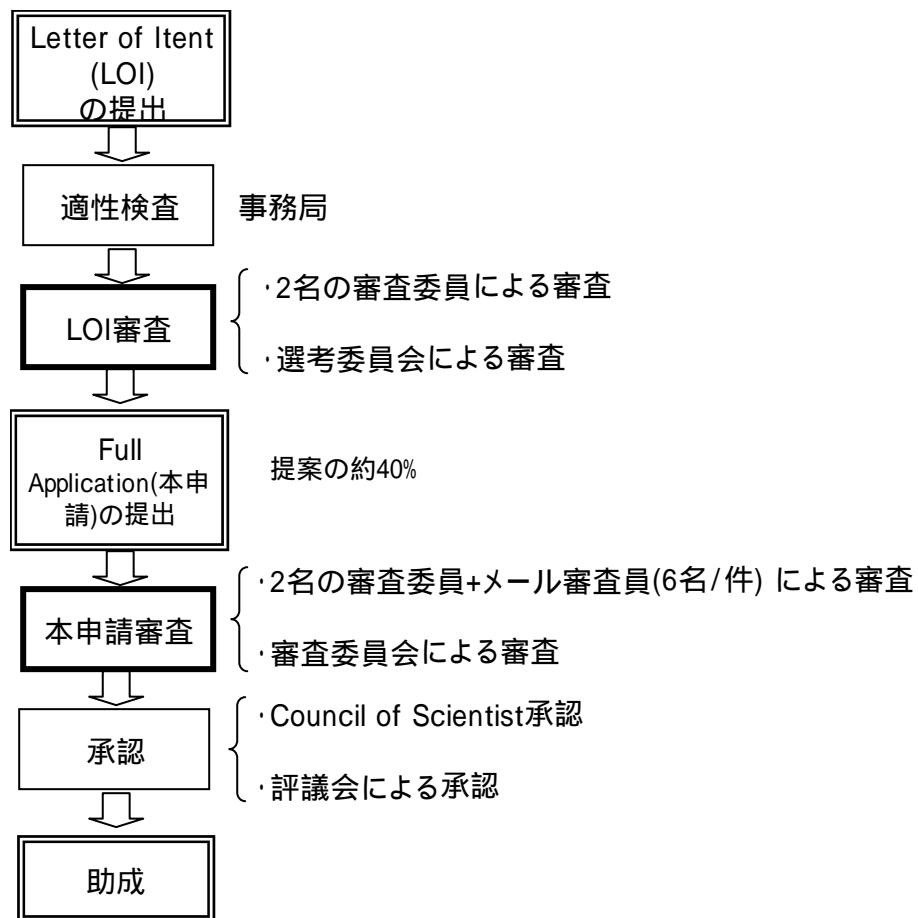 Letter of Itent
(LOI)
の提出
適性検査 事務局
・2名の審査委員による審査
LOI審査
・選考委員会による審査
Full
Application(本申
請)の提出
提案の約40%
・2名の審査委員+メール審査員(6名/件) による審査
本申請審査
・審査委員会による審査
・Council of Scientist承認
承認
・評議会による承認
助成